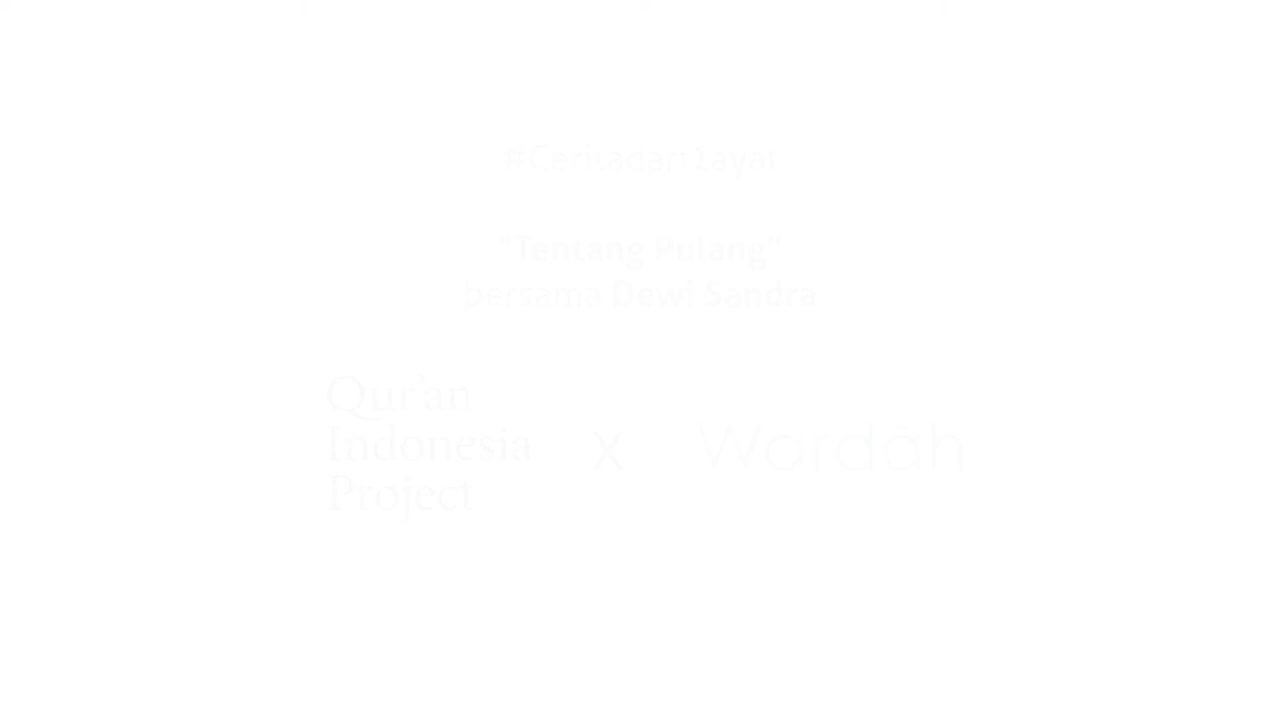 #Ceritadari1ayat
"Tentang Pulang"
bersama Dewi Sandra
Qur'an
Indonesia
Project
X
Wardah